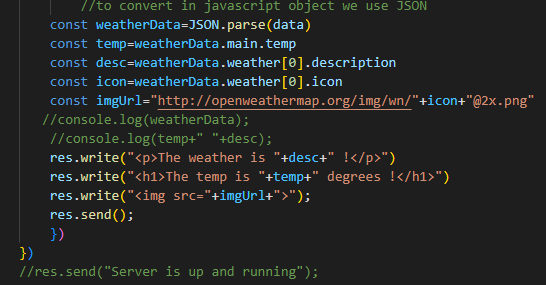 //to convert in javascript object we use JSON
const weatherData=JSON.parse(data)
const temp=weatherData.main.temp
const desc=weatherData.weather[0].description
const icon=weatherData.weather[0].icon
const imgUrl="http://openweathermap.org/img/wn/"+icon+"@2x.png"
//console.log(weatherData);
//console.log(temp+" "+desc);
res.write("<p>The weather is "+desc+" !</p>")
res.write("<h1>The temp is "+temp+" degrees !</h1>")
res.write("<img src="+imgUrl+">");
res.send();
})
})
//res.send("Server is up and running");